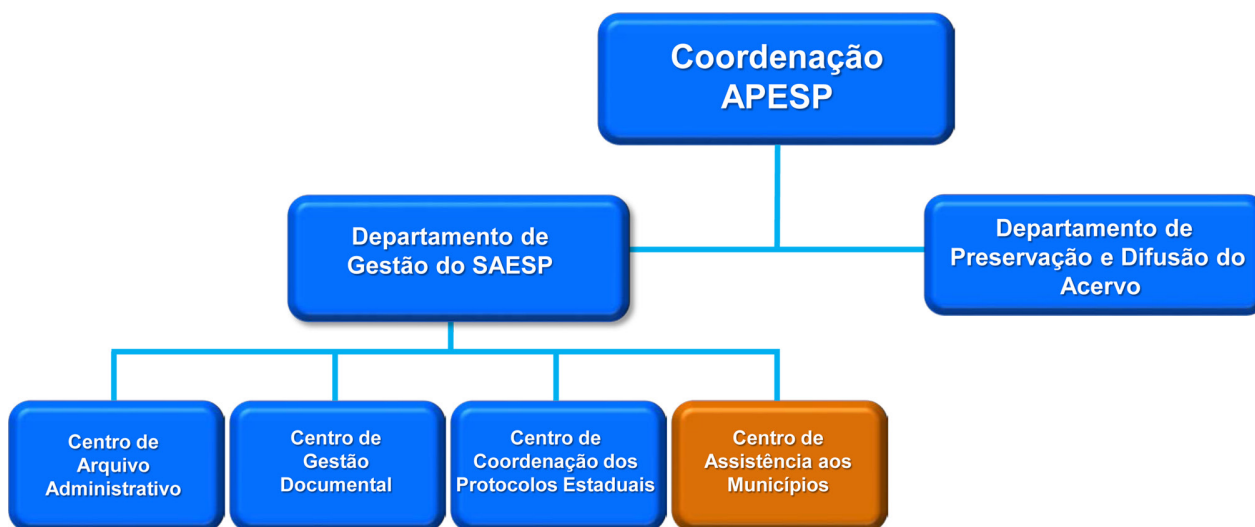 Coordenação
APESP
Departamento de
Gestão do SAESP
Departamento de
Preservação e Difusão do
Acervo
Centro de
Arquivo
Administrativo
Centro de
Gestão
Documental
Centro de
Coordenação dos
Protocolos Estaduais
Centro de
Assistência aos
Municípios